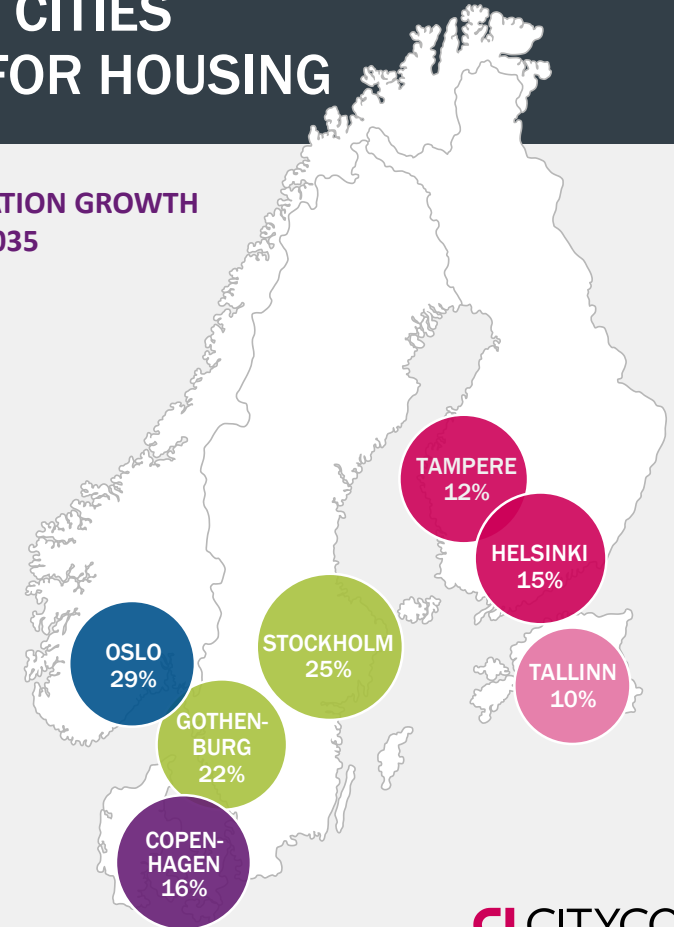 CITIES
FOR HOUSING
ATION GROWTH
035
TAMPERE
12%
HELSINKI
15%
OSLO
29%
STOCKHOLM
25%
TALLINN
10%
GOTHEN-
BURG
22%
COPEN-
HAGEN
16%
CITYCO